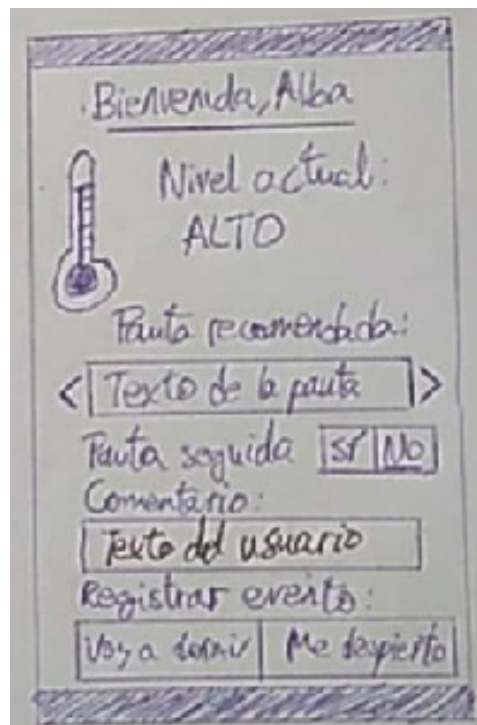 Bienvenida, Alba
Nivel actual:
ALTO
Pauta recomendada:
< Texto de la pauta >
Pauta seguida SÍ No
Comentario:
Texto del usuario
Registrar evento:
Voy a dormir Me despierto